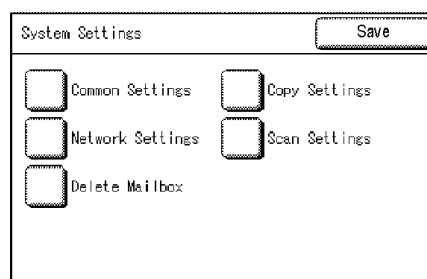 System Settings
Save
Common Settings
Copy Settings
Network Settings
Scan Settings
Delete Mailbox